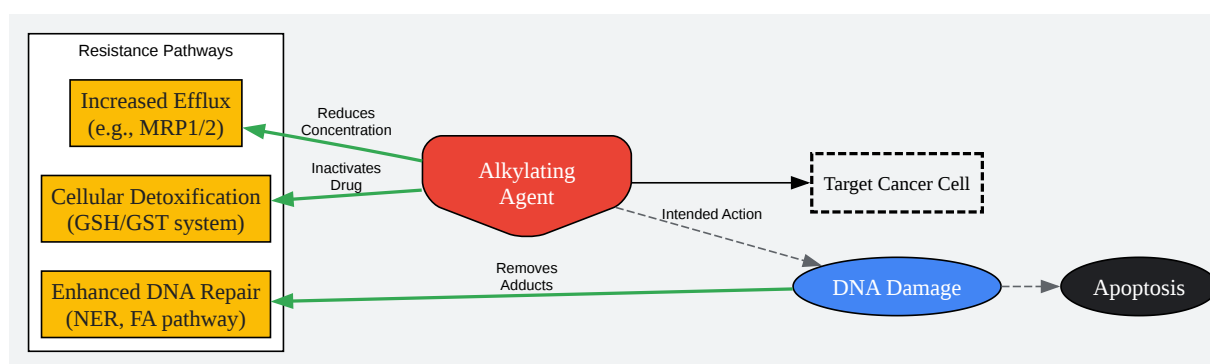 Resistance Pathways
Increased Efflux
(e.g., MRP1/2)
Cellular Detoxification
(GSH/GST system)
Enhanced DNA Repair
(NER, FA pathway)
Reduces
Concentration
Inactivates
Drug
Removes
Adducts
Alkylating
Agent
Intended Action
Target Cancer Cell
DNA Damage
Apoptosis